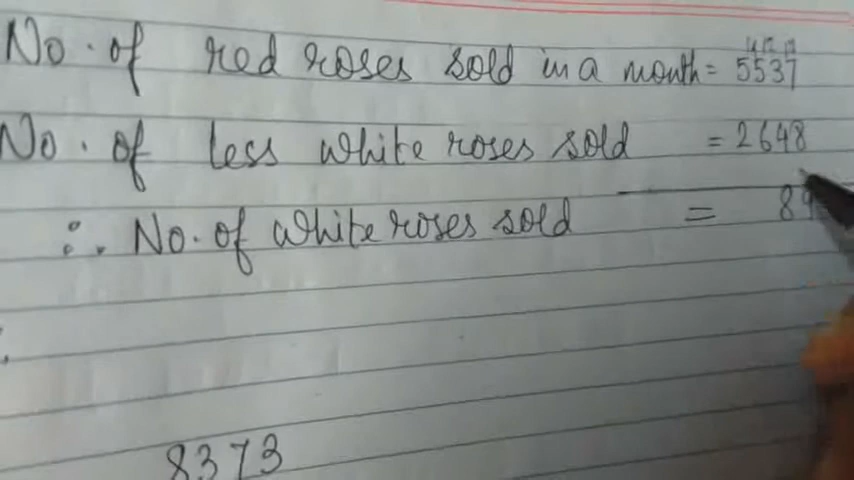 No. of red roses sold in a month = 5537
No. of less white roses sold = 2648
∴ No. of white roses sold = 89
8373